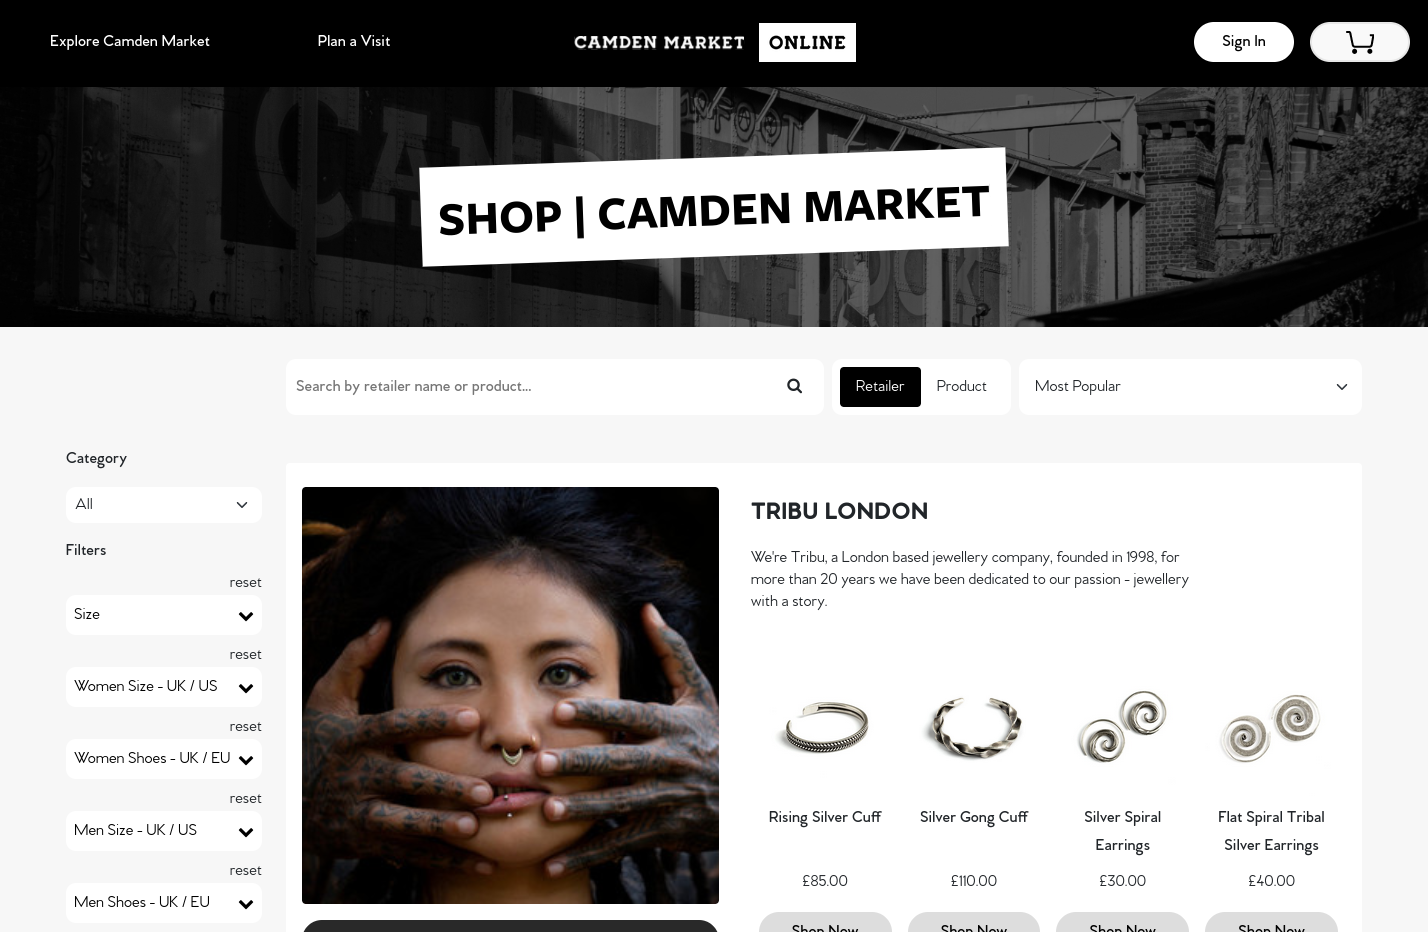 Explore Camden Market
Plan a Visit
CAMDEN MARKET ONLINE
Sign In
SHOP | CAMDEN MARKET
Search by retailer name or product...
Retailer
Product
Most Popular
Category
All
Filters
reset
Size
reset
Women Size - UK / US
reset
Women Shoes - UK / EU
reset
Men Size - UK / US
reset
Men Shoes - UK / EU
TRIBU LONDON
We're Tribu, a London based jewellery company, founded in 1998, for
more than 20 years we have been dedicated to our passion - jewellery
with a story.
Rising Silver Cuff
£85.00
Shop Now
Silver Gong Cuff
£110.00
Shop Now
Silver Spiral
Earrings
£30.00
Shop Now
Flat Spiral Tribal
Silver Earrings
£40.00
Shop Now